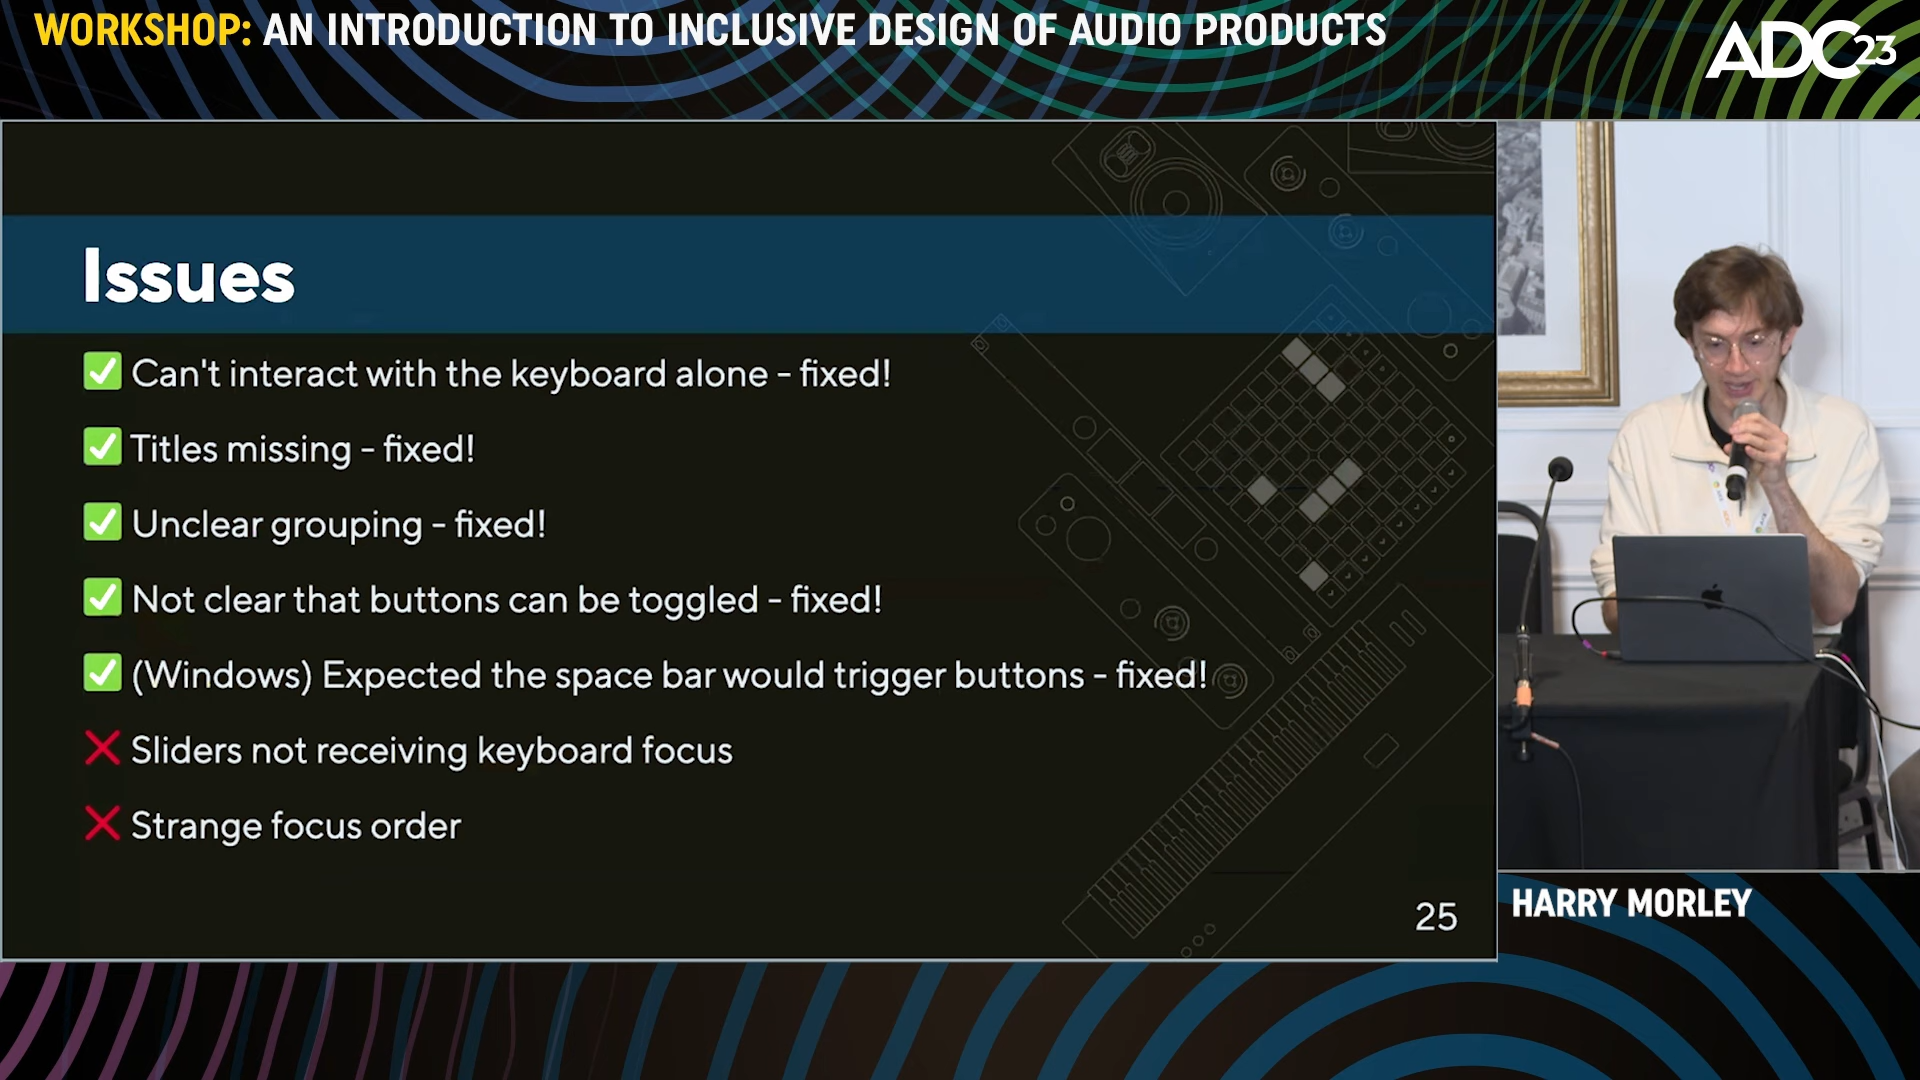 WORKSHOP: AN INTRODUCTION TO INCLUSIVE DESIGN OF AUDIO PRODUCTS
ADC23
Issues
✅ Can't interact with the keyboard alone - fixed!
✅ Titles missing - fixed!
✅ Unclear grouping - fixed!
✅ Not clear that buttons can be toggled - fixed!
✅ (Windows) Expected the space bar would trigger buttons - fixed!
❌ Sliders not receiving keyboard focus
❌ Strange focus order
25
HARRY MORLEY